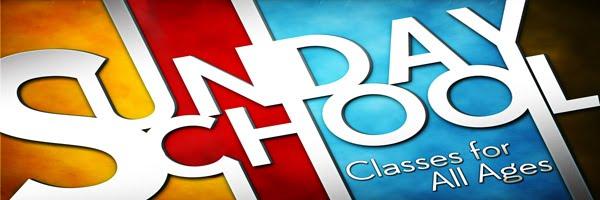 SUNDAY
SCHOOL
Classes for
All Ages